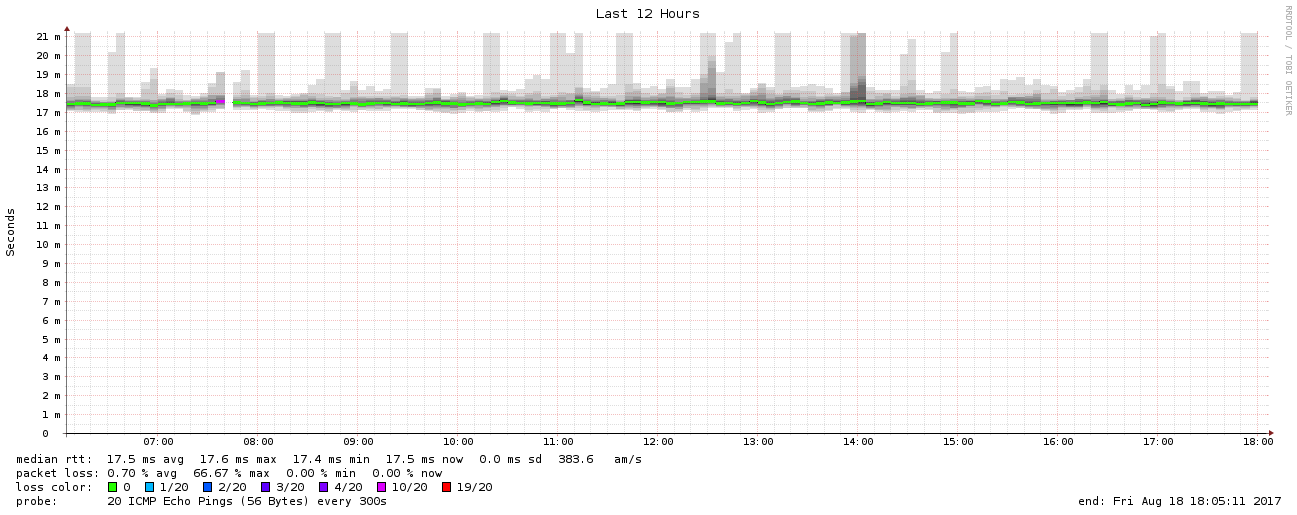 Last 12 Hours
RRDTOOL / TOBI OETIKER
Seconds
21 m
20 m
19 m
18 m
17 m
16 m
15 m
14 m
13 m
12 m
11 m
10 m
9 m
8 m
7 m
6 m
5 m
4 m
3 m
2 m
1 m
0
07:00 08:00 09:00 10:00 11:00 12:00 13:00 14:00 15:00 16:00 17:00 18:00
median rtt: 17.5 ms avg 17.6 ms max 17.4 ms min 17.5 ms now 0.0 ms sd 383.6 am/s
packet loss: 0.70 % avg 66.67 % max 0.00 % min 0.00 % now
loss color: 0 1/20 2/20 3/20 4/20 10/20 19/20
probe: 20 ICMP Echo Pings (56 Bytes) every 300s end: Fri Aug 18 18:05:11 2017